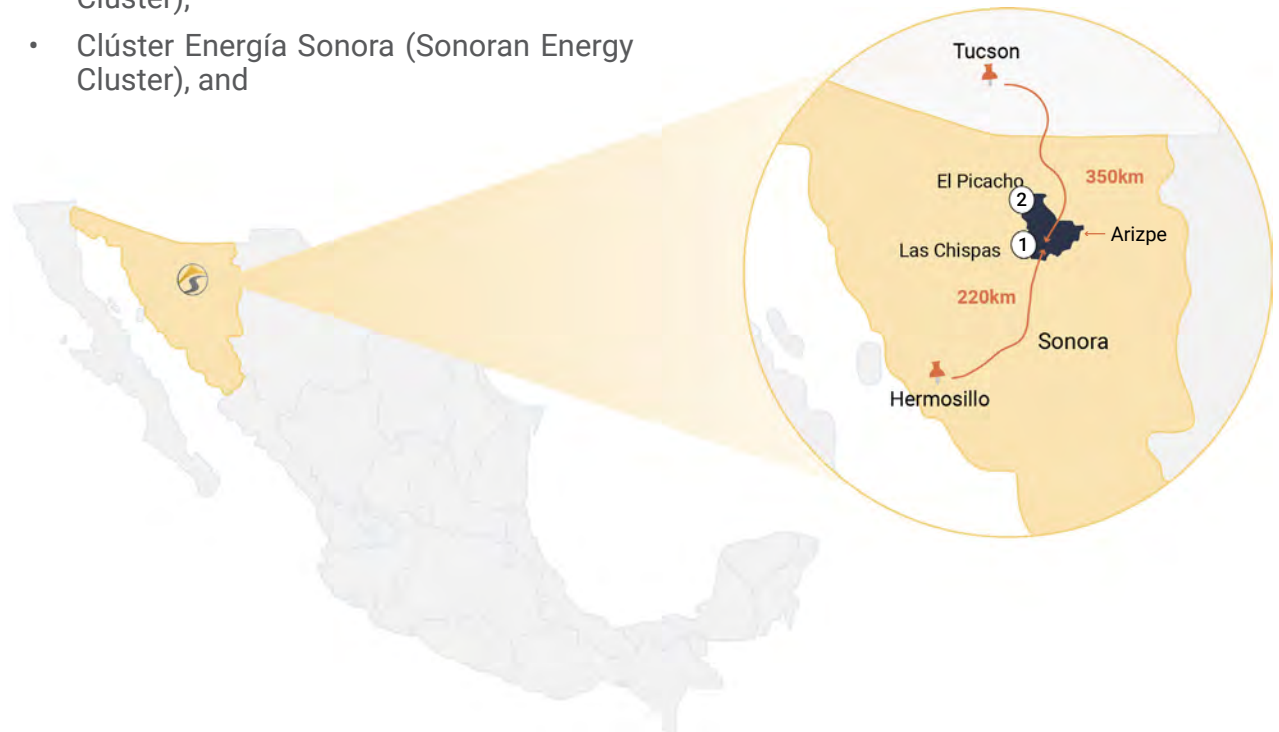 Cluster),
• Clúster Energía Sonora (Sonoran Energy
Cluster), and
Tucson
El Picacho
2
350km
Arizpe
Las Chispas
1
220km
Sonora
Hermosillo